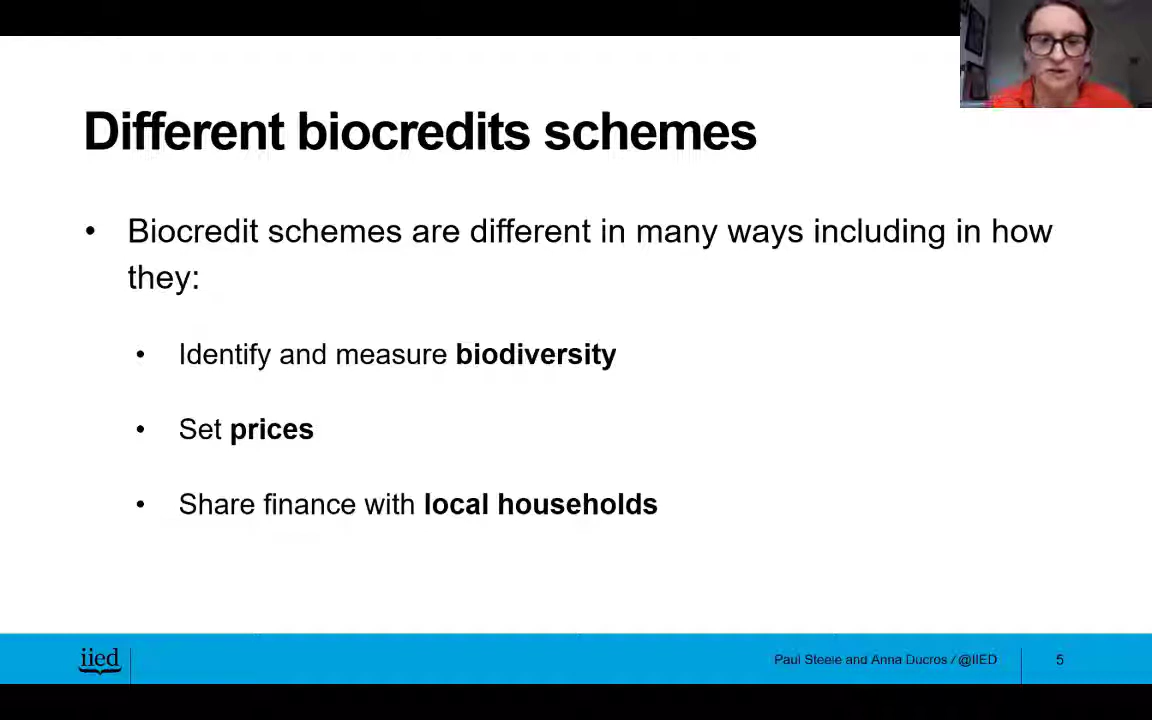 Different biocredits schemes
• Biocredit schemes are different in many ways including in how
they:
• Identify and measure biodiversity
• Set prices
• Share finance with local households
iied
Paul Steele and Anna Ducros / @IIED
5